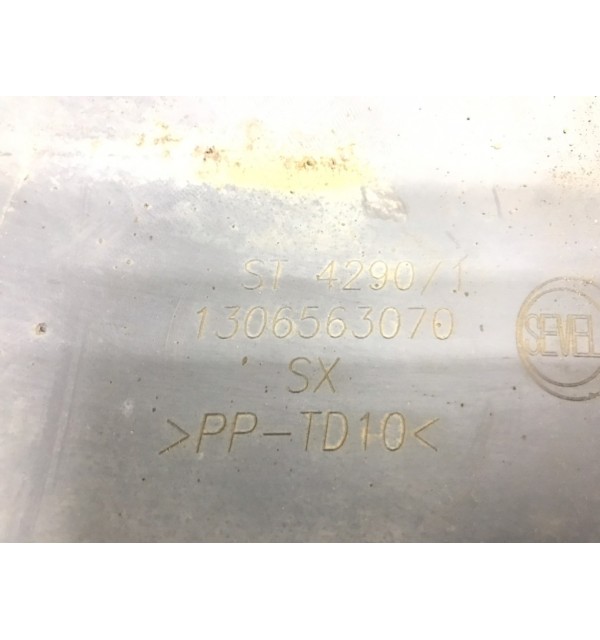 ST 4290/1
1306563070
SEVEL
SX
>PP-TD10<